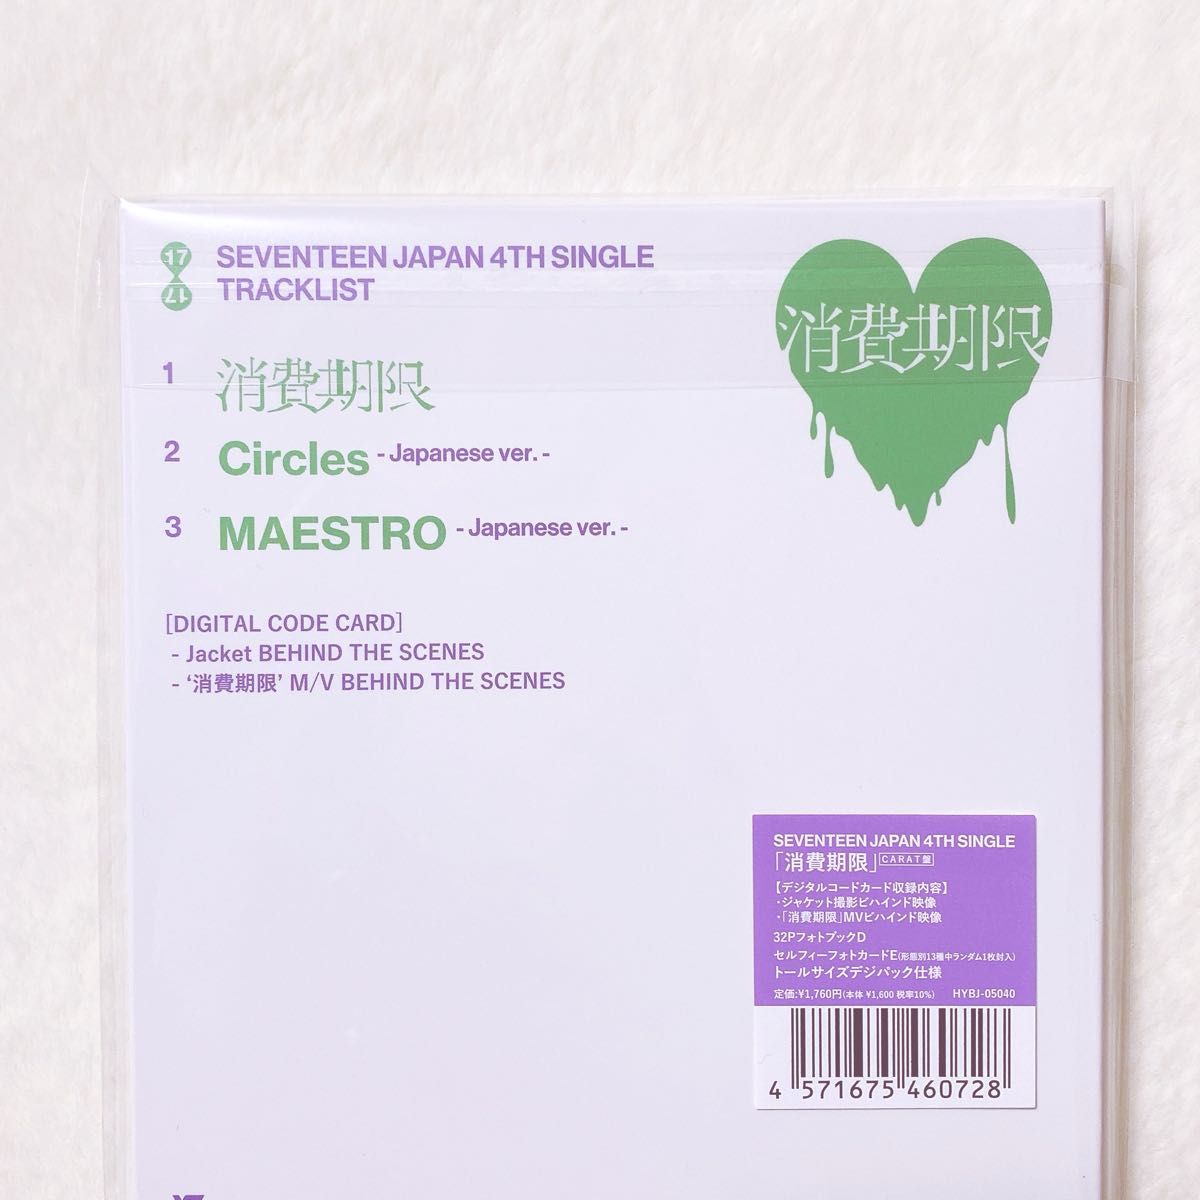 17
17
SEVENTEEN JAPAN 4TH SINGLE
TRACKLIST
消費期限
1 消費期限
2 Circles - Japanese ver. -
3 MAESTRO - Japanese ver. -
[DIGITAL CODE CARD]
- Jacket BEHIND THE SCENES
- ‘消費期限’ M/V BEHIND THE SCENES
SEVENTEEN JAPAN 4TH SINGLE
「消費期限」 CARAT盤
【デジタルコードカード収録内容】
・ジャケット撮影ビハインド映像
・「消費期限」MVビハインド映像
32PフォトブックD
セルフィーフォトカードE(形態別13種中ランダム1枚封入)
トールサイズデジパック仕様
定価:¥1,760円(本体 ¥1,600 税率10%) HYBJ-05040
4 571675 460728